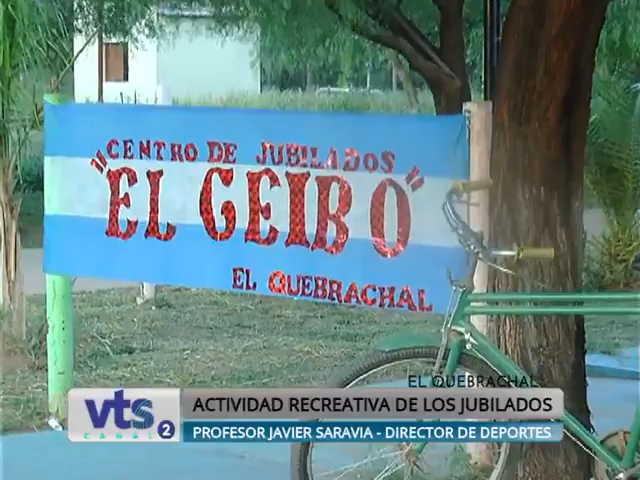 "CENTRO DE JUBILADOS"
EL GEIBO
EL QUEBRACHAL
EL QUEBRACHAL
vts
CANAL 2
ACTIVIDAD RECREATIVA DE LOS JUBILADOS
PROFESOR JAVIER SARAVIA - DIRECTOR DE DEPORTES